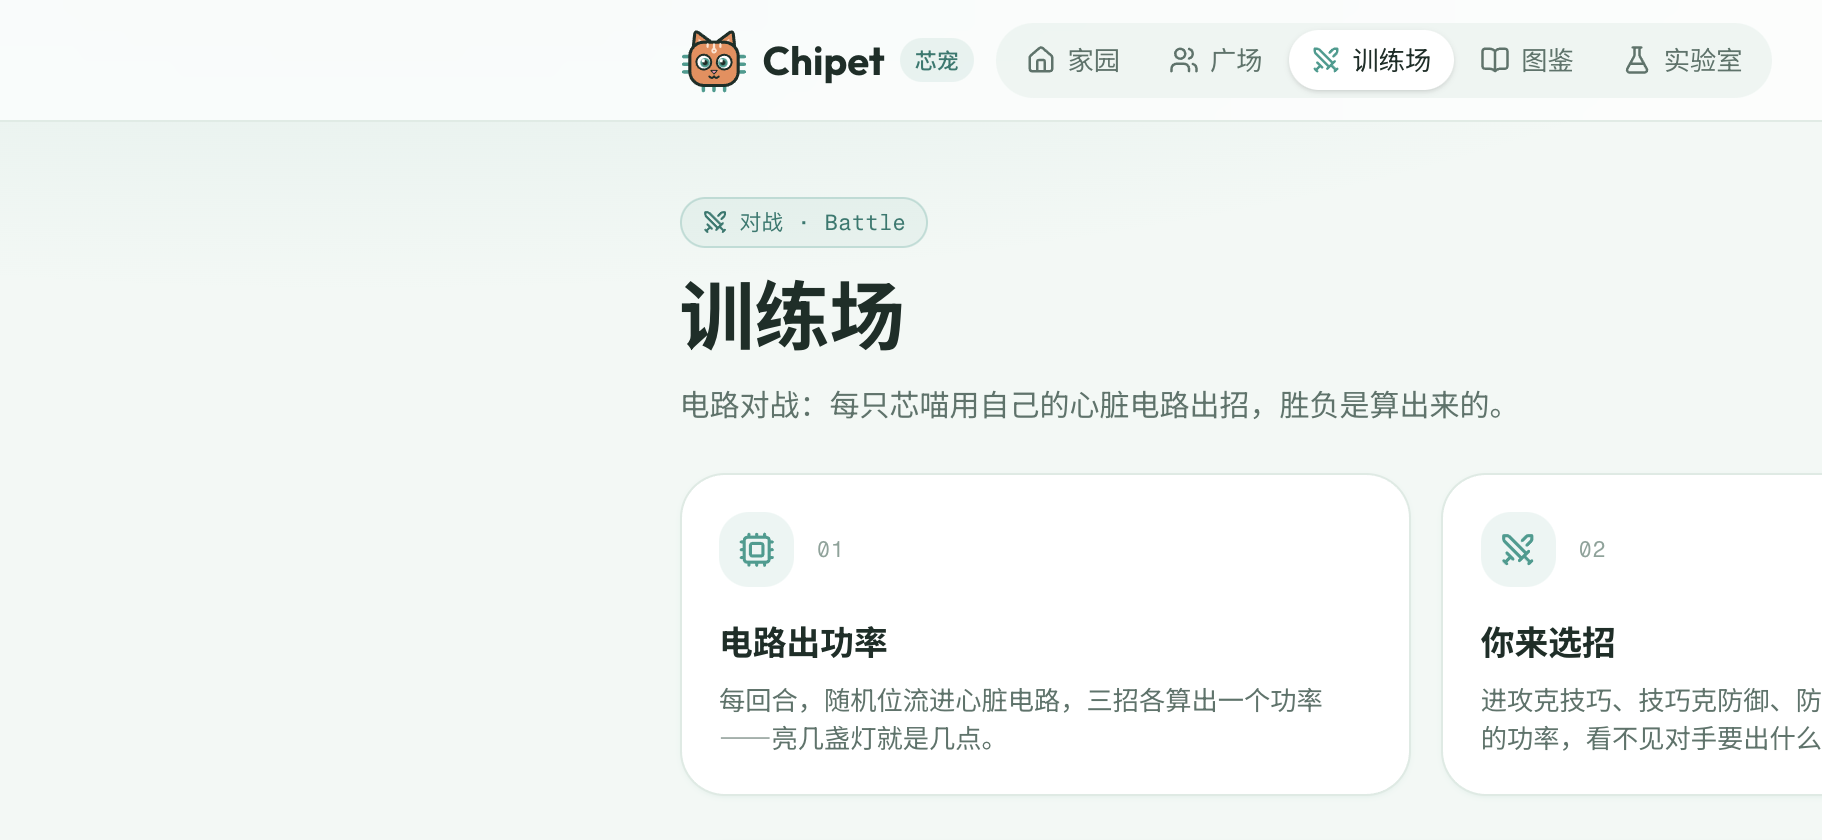 Chipet 芯宠 家园 广场 训练场 图鉴 实验室
对战 · Battle
训练场
电路对战：每只芯喵用自己的心脏电路出招，胜负是算出来的。
01
电路出功率
每回合，随机位流进心脏电路，三招各算出一个功率
——亮几盏灯就是几点。
02
你来选招
进攻克技巧、技巧克防御、防
的功率，看不见对手要出什么